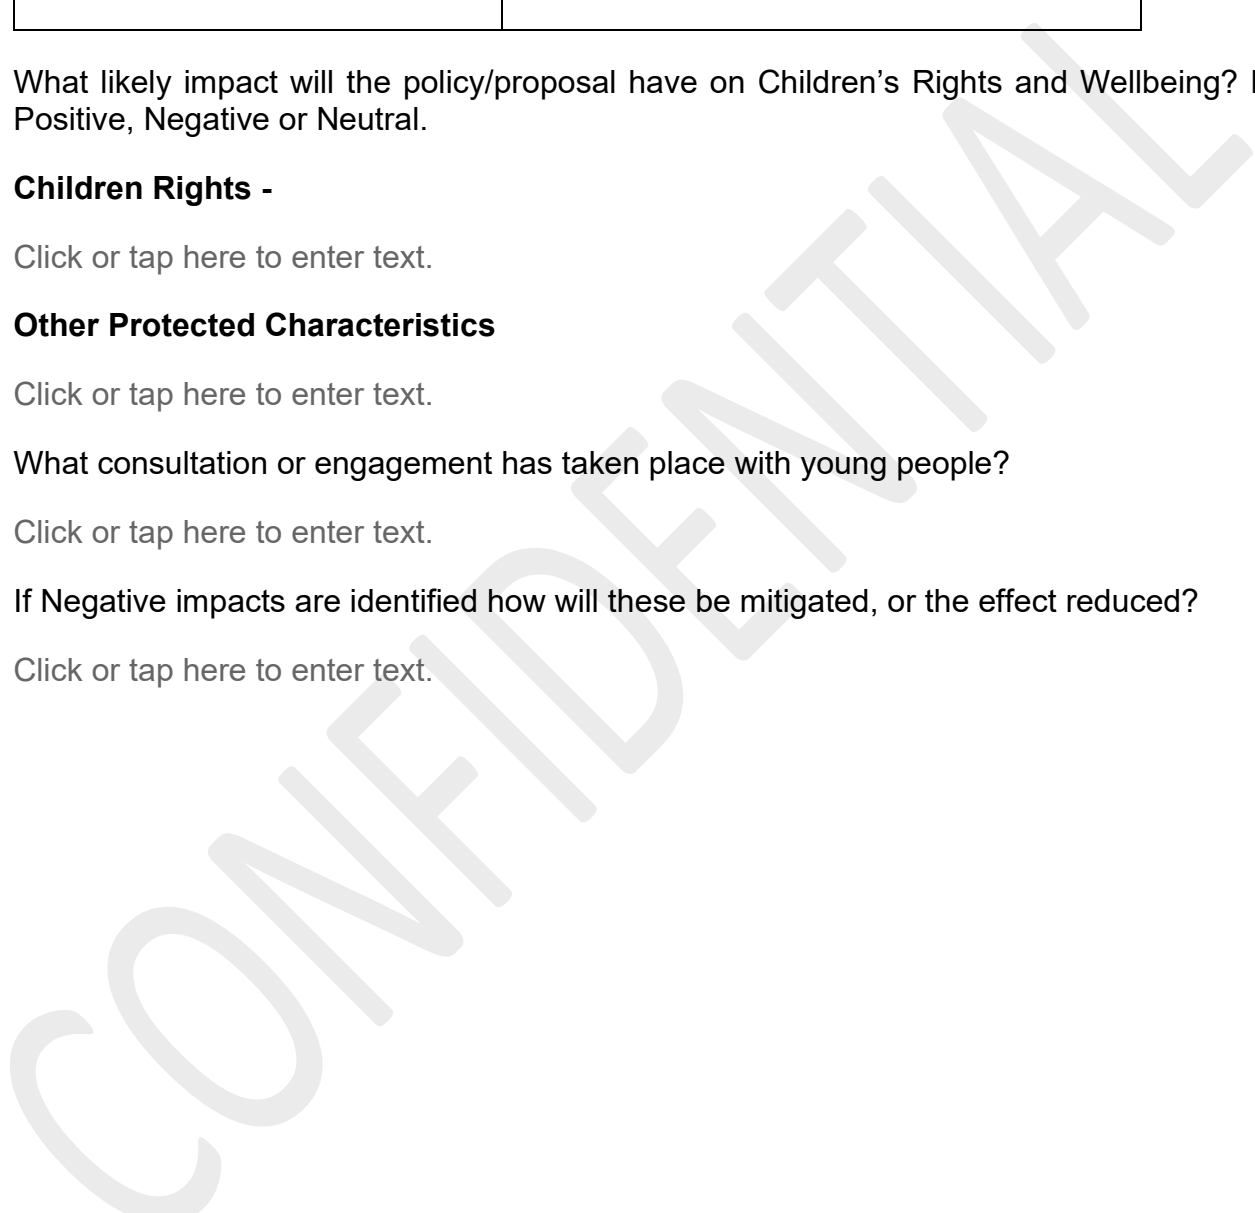 What likely impact will the policy/proposal have on Children’s Rights and Wellbeing?
Positive, Negative or Neutral.
Children Rights -
Click or tap here to enter text.
Other Protected Characteristics
Click or tap here to enter text.
What consultation or engagement has taken place with young people?
Click or tap here to enter text.
If Negative impacts are identified how will these be mitigated, or the effect reduced?
Click or tap here to enter text.
CONFIDENTIAL